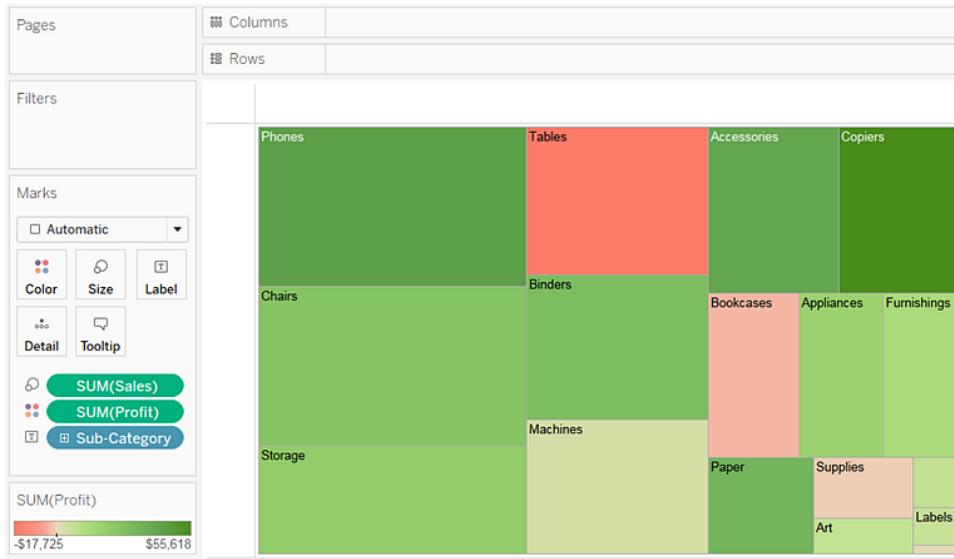 Pages
Columns
Rows
Filters
Marks
Automatic
Color Size Label
Detail Tooltip
SUM(Sales)
SUM(Profit)
Sub-Category
SUM(Profit)
-$17,725 $55,618
Phones
Tables
Accessories
Copiers
Chairs
Binders
Bookcases
Appliances
Furnishings
Machines
Storage
Paper
Supplies
Art
Labels